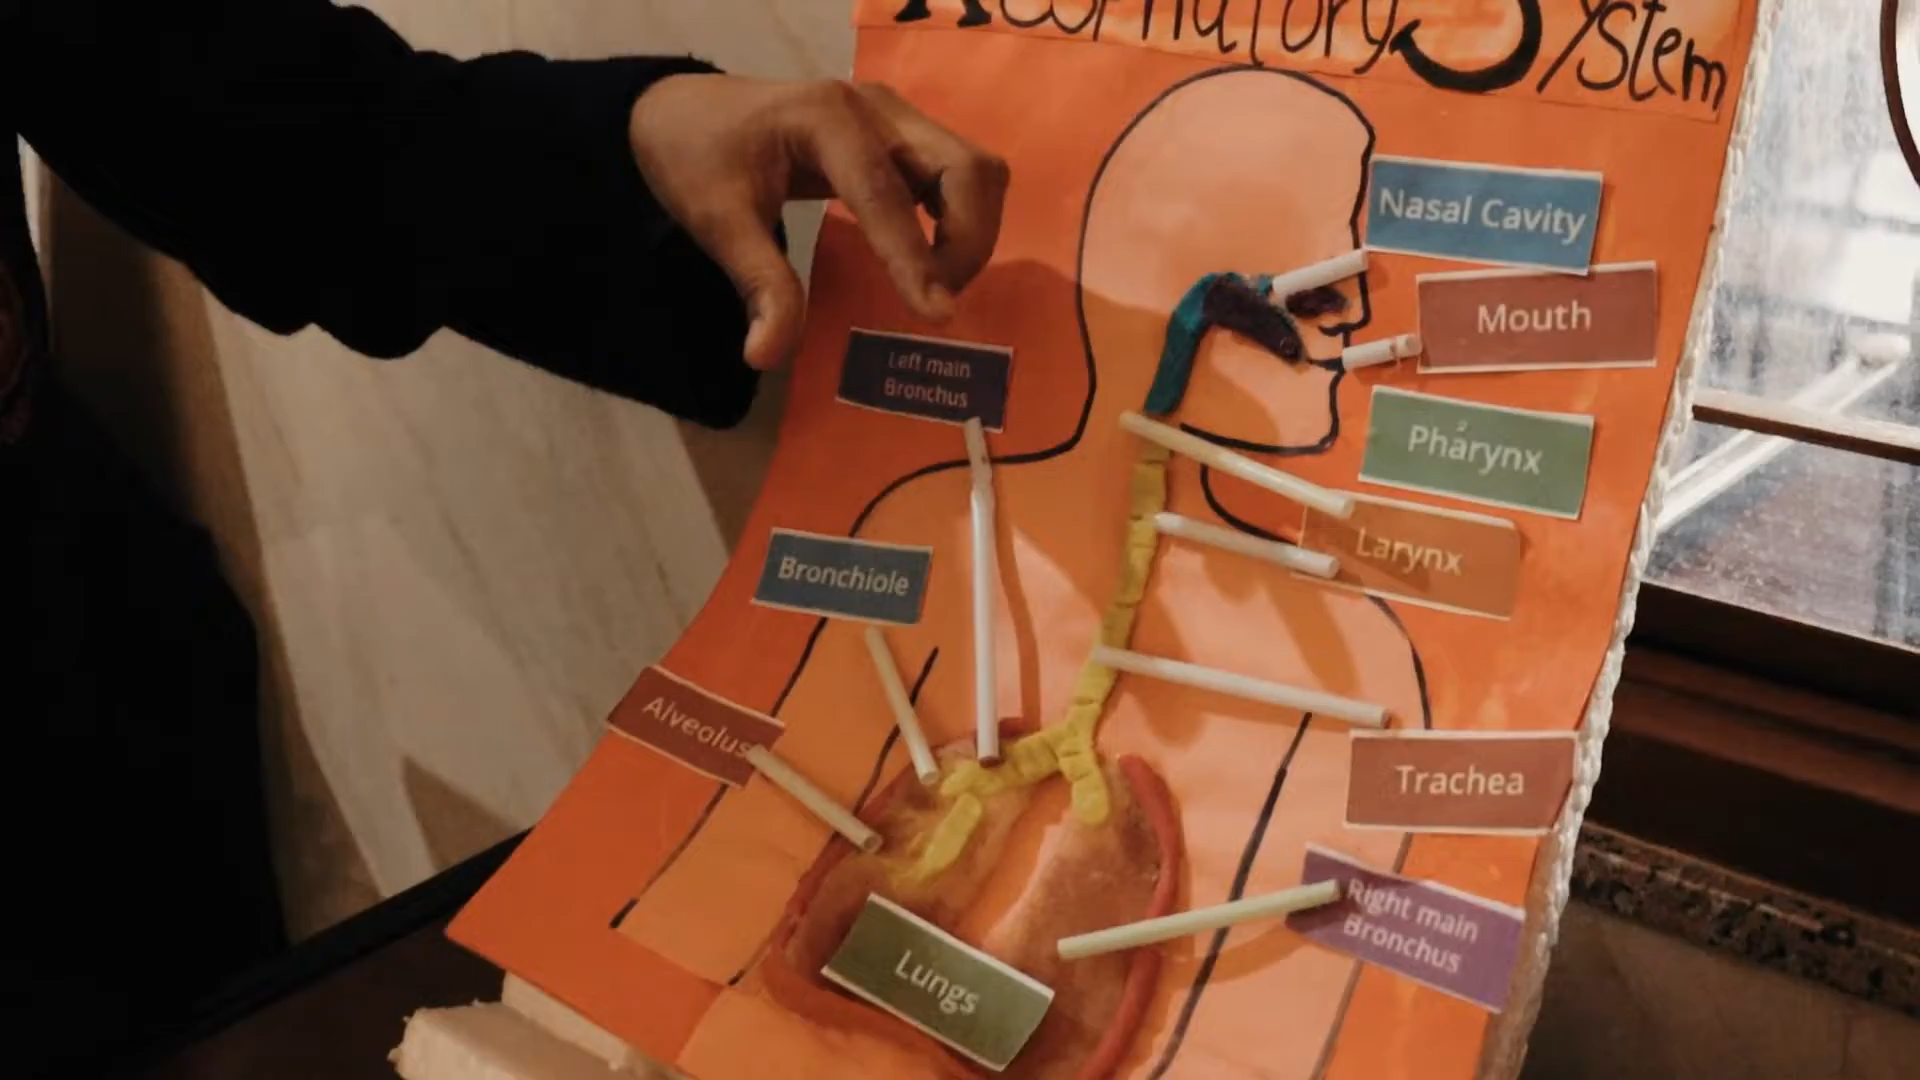 Respiratory System
Nasal Cavity
Mouth
Left main
Bronchus
Pharynx
Larynx
Bronchiole
Alveolus
Trachea
Right main
Bronchus
Lungs